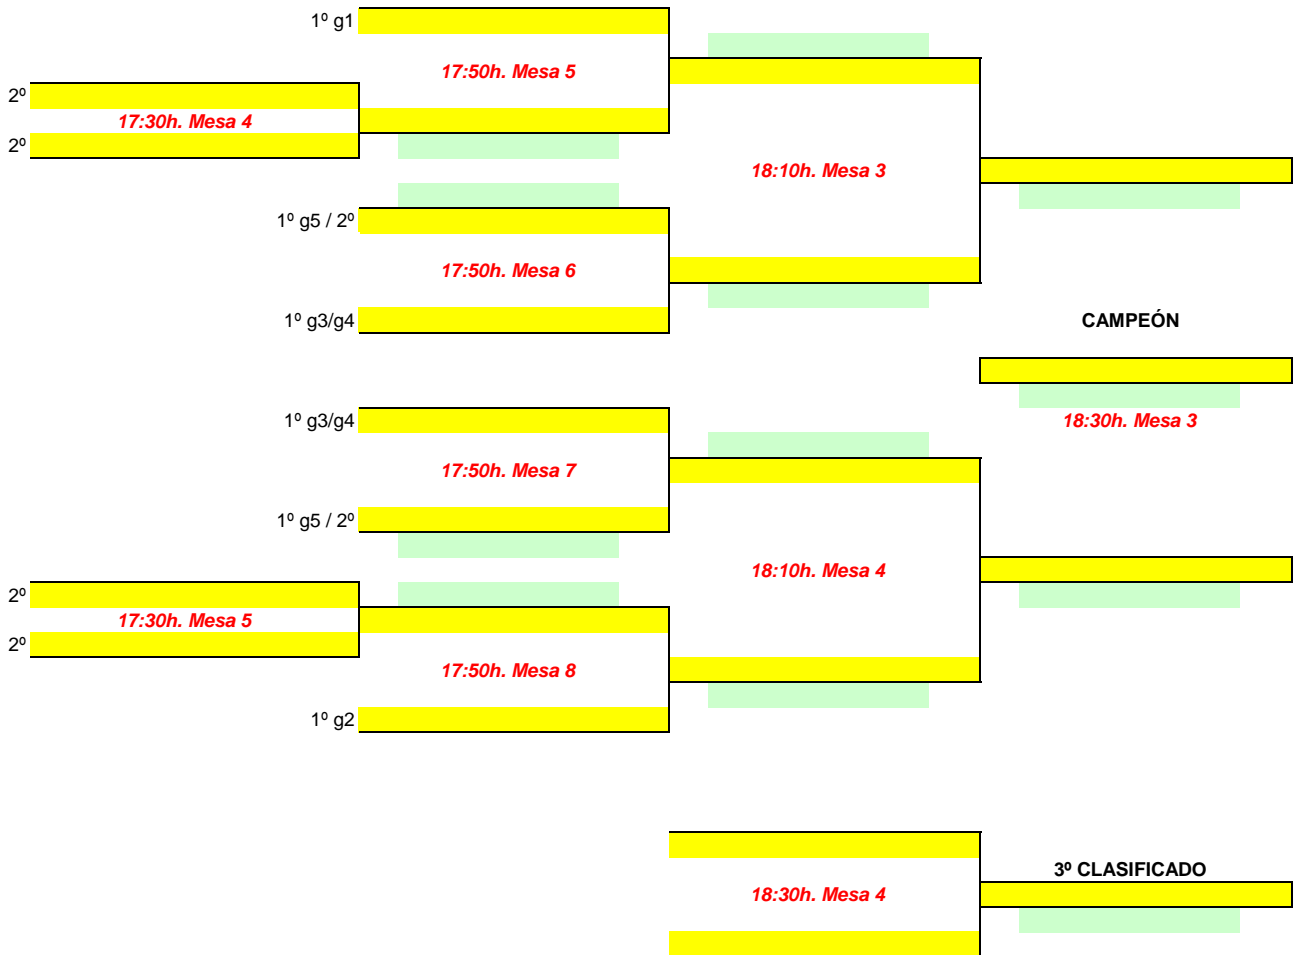 1º g1
17:50h. Mesa 5
2º
17:30h. Mesa 4
2º
18:10h. Mesa 3
1º g5 / 2º
17:50h. Mesa 6
1º g3/g4
CAMPEÓN
1º g3/g4
18:30h. Mesa 3
17:50h. Mesa 7
1º g5 / 2º
18:10h. Mesa 4
2º
17:30h. Mesa 5
2º
17:50h. Mesa 8
1º g2
3º CLASIFICADO
18:30h. Mesa 4